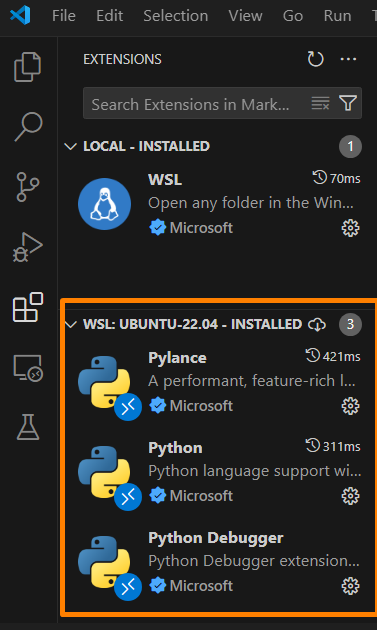 File Edit Selection View Go Run
EXTENSIONS
Search Extensions in Mark...
LOCAL - INSTALLED 1
WSL 70ms
Open any folder in the Win...
Microsoft
WSL: UBUNTU-22.04 - INSTALLED 3
Pylance 421ms
A performant, feature-rich l...
Microsoft
Python 311ms
Python language support wi...
Microsoft
Python Debugger
Python Debugger extension...
Microsoft